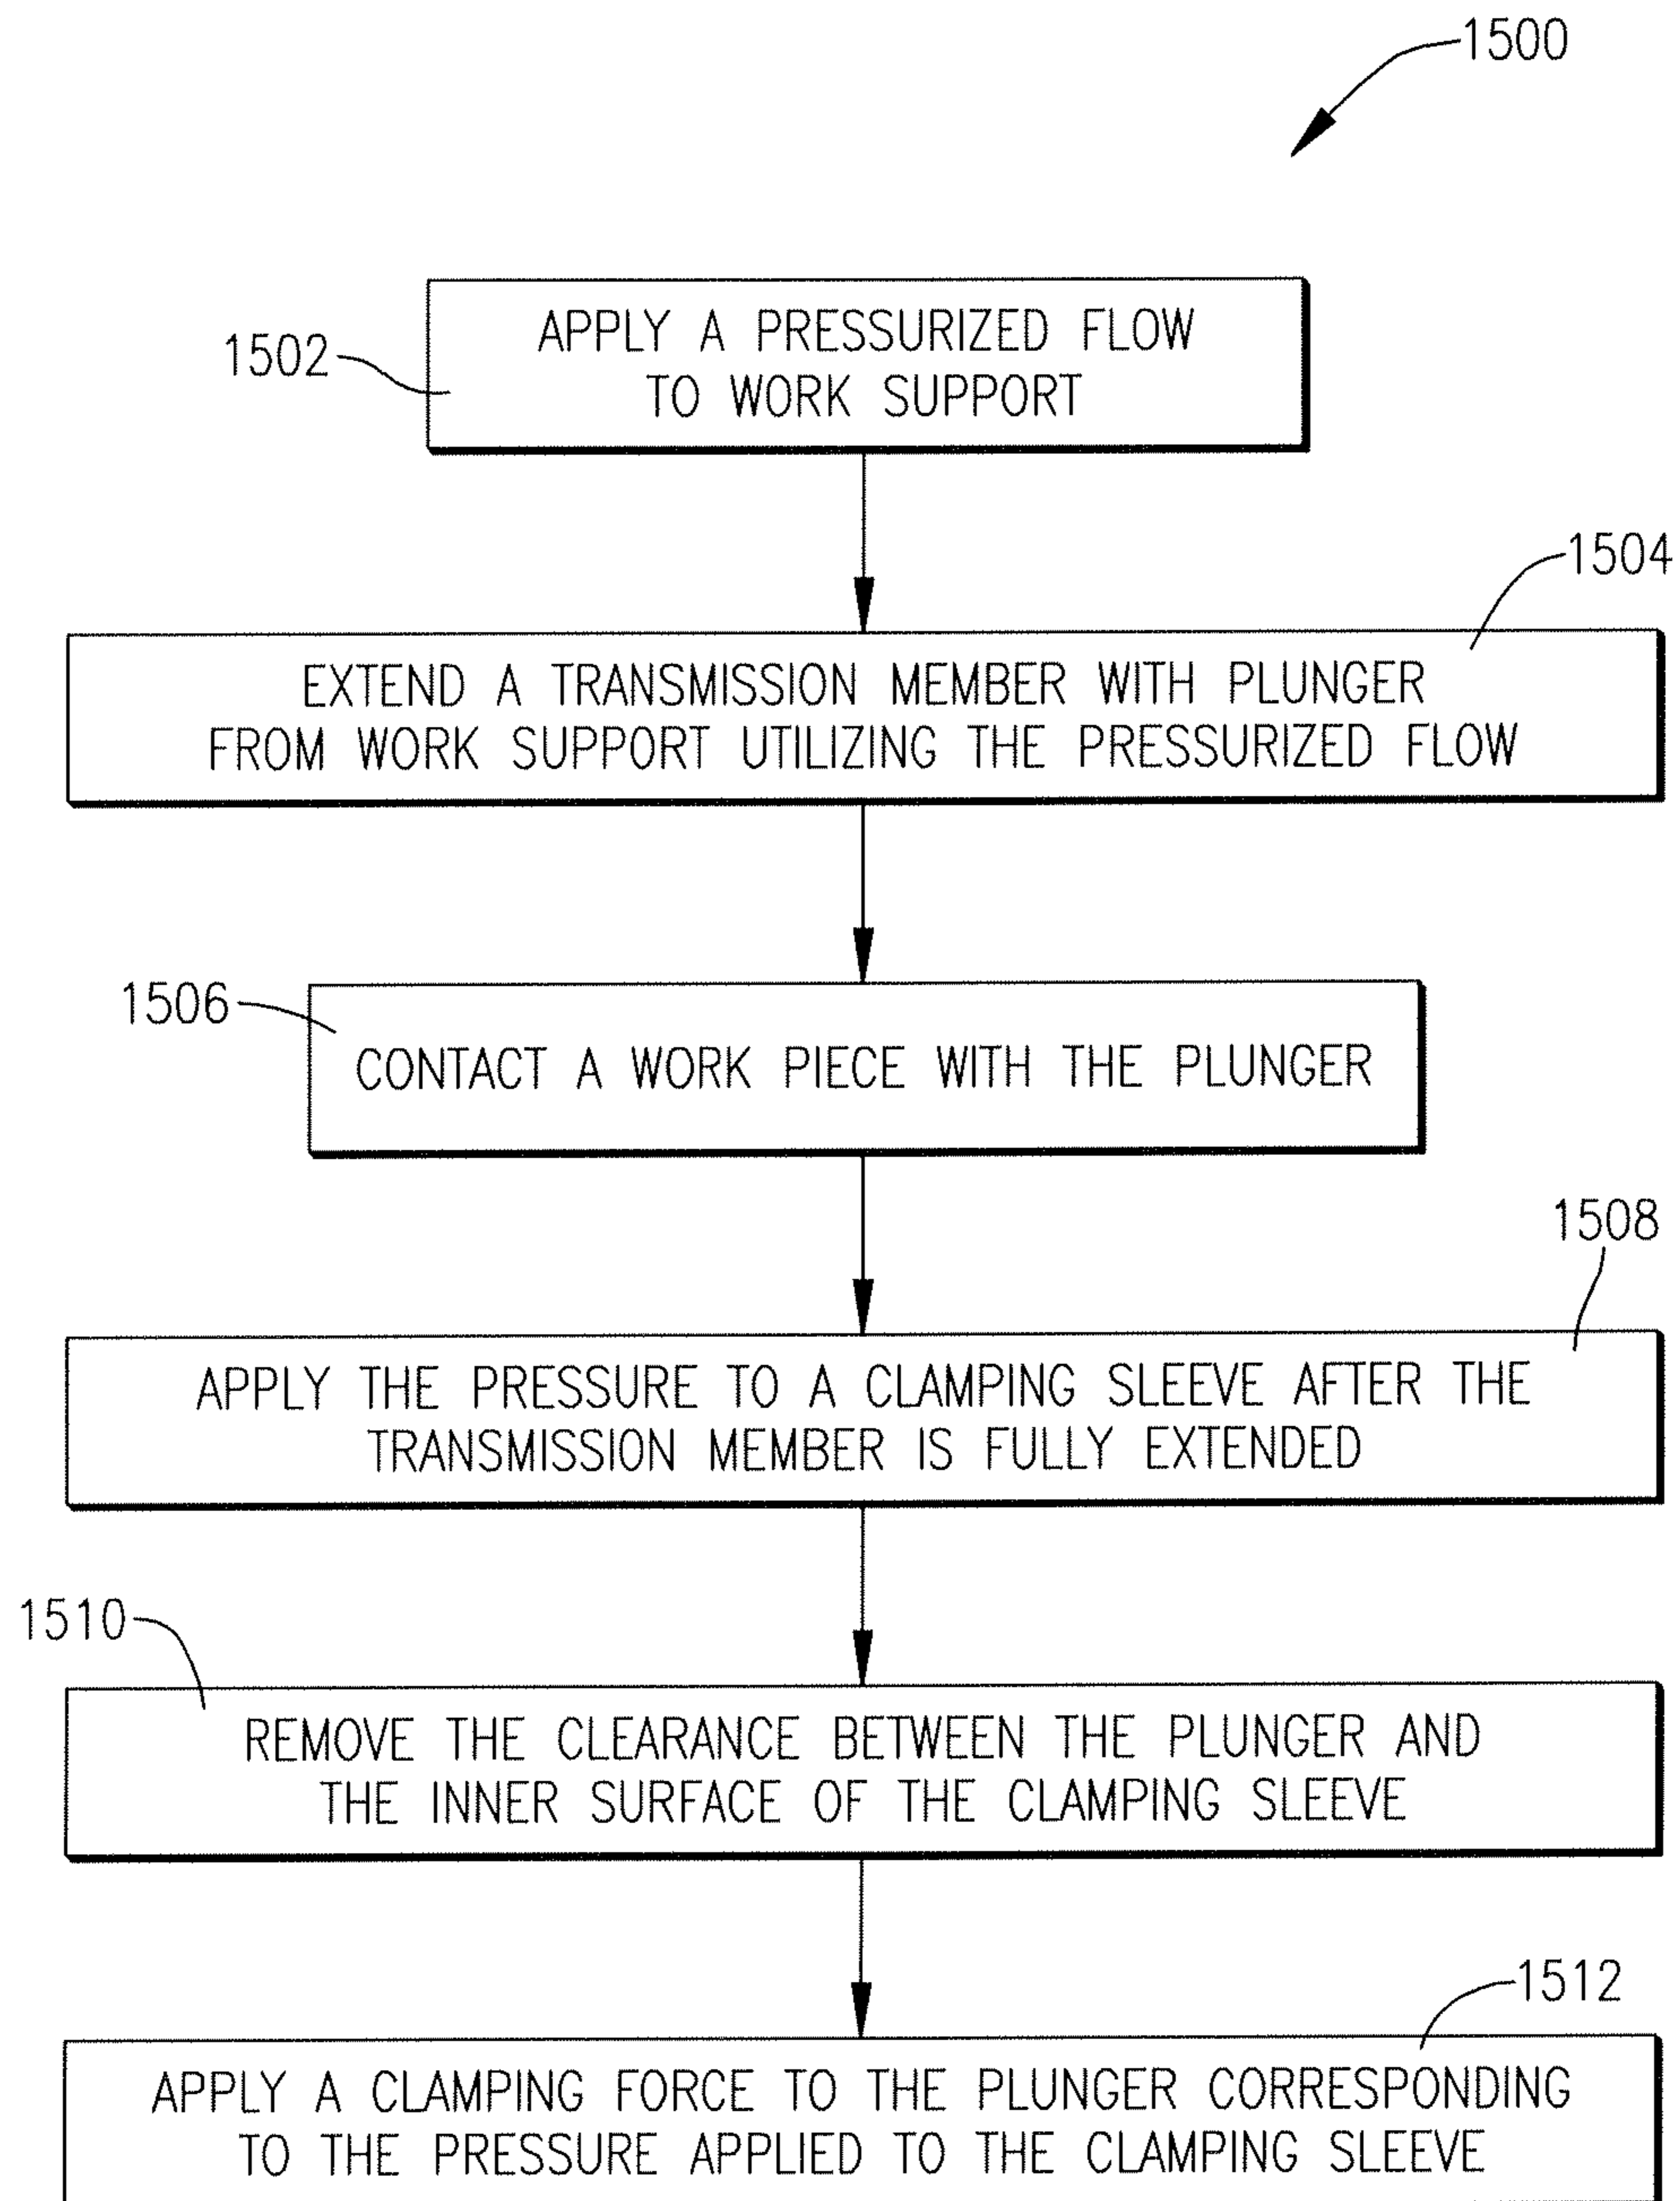 1500
1502
APPLY A PRESSURIZED FLOW
TO WORK SUPPORT
1504
EXTEND A TRANSMISSION MEMBER WITH PLUNGER
FROM WORK SUPPORT UTILIZING THE PRESSURIZED FLOW
1506
CONTACT A WORK PIECE WITH THE PLUNGER
1508
APPLY THE PRESSURE TO A CLAMPING SLEEVE AFTER THE
TRANSMISSION MEMBER IS FULLY EXTENDED
1510
REMOVE THE CLEARANCE BETWEEN THE PLUNGER AND
THE INNER SURFACE OF THE CLAMPING SLEEVE
1512
APPLY A CLAMPING FORCE TO THE PLUNGER CORRESPONDING
TO THE PRESSURE APPLIED TO THE CLAMPING SLEEVE